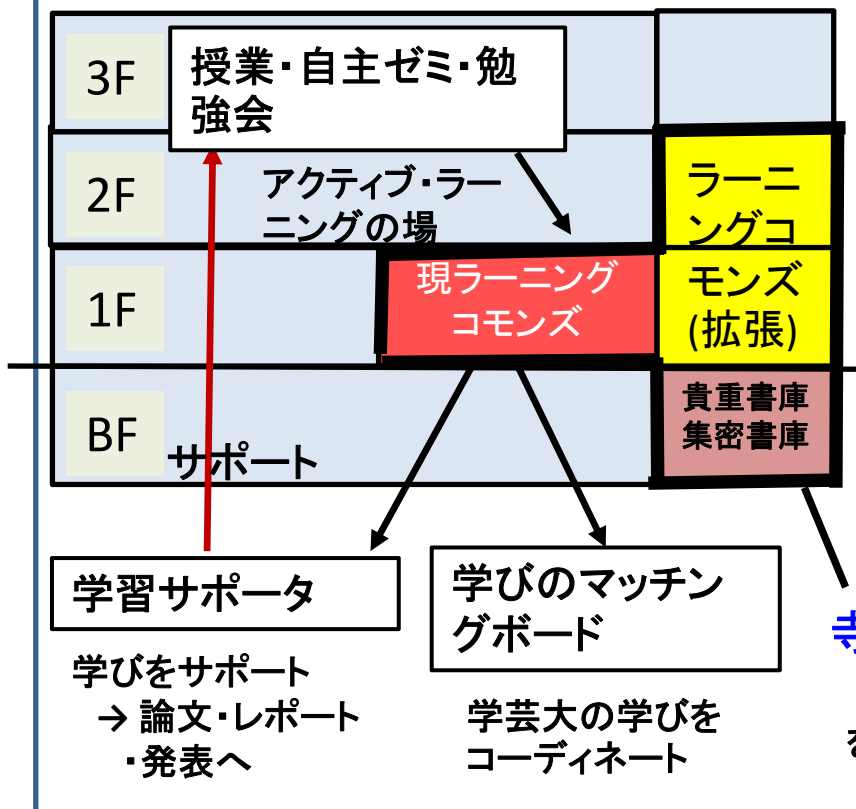 3F
授業・自主ゼミ・勉
強会
2F
アクティブ・ラー
ニングの場
ラーニ
ングコ
モンズ
(拡張)
1F
現ラーニング
コモンズ
BF
サポート
貴重書庫
集密書庫
学習サポータ
学びをサポート
→ 論文・レポート
・発表へ
学びのマッチン
グボード
学芸大の学びを
コーディネート